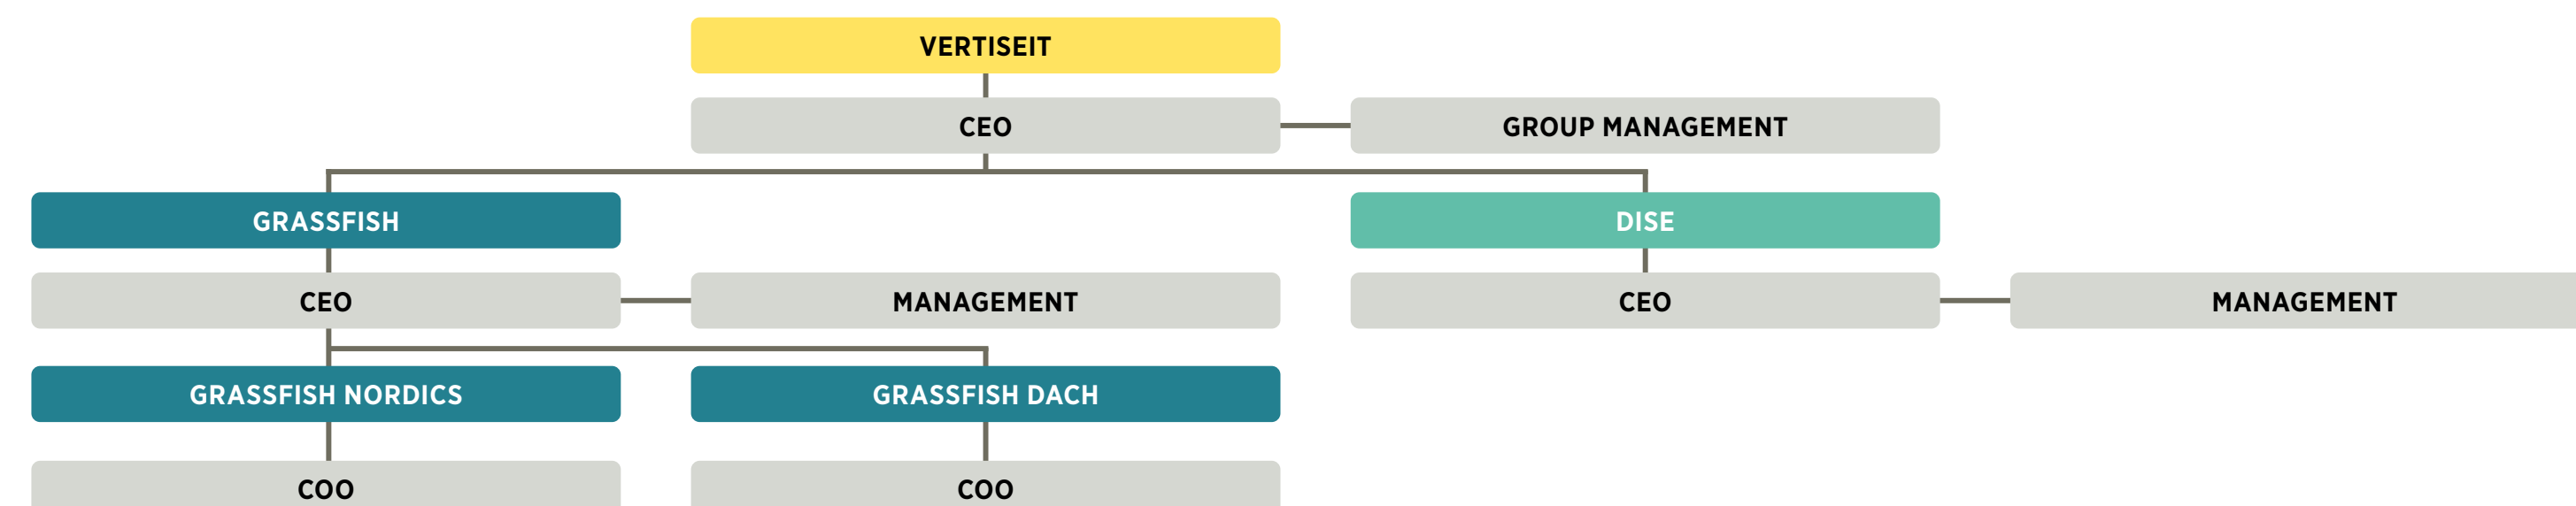 VERTISEIT
CEO
GROUP MANAGEMENT
GRASSFISH
DISE
CEO
MANAGEMENT
CEO
MANAGEMENT
GRASSFISH NORDICS
GRASSFISH DACH
COO
COO